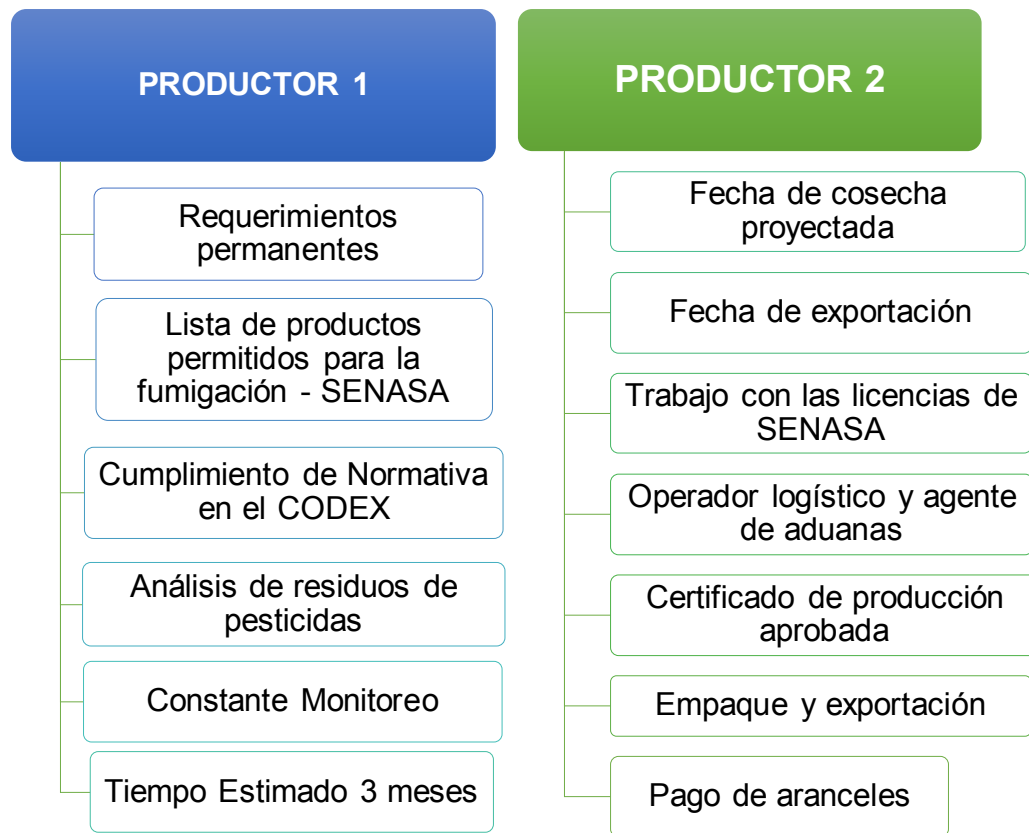 PRODUCTOR 1
Requerimientos
permanentes
Lista de productos
permitidos para la
fumigación - SENASA
Cumplimiento de Normativa
en el CODEX
Análisis de residuos de
pesticidas
Constante Monitoreo
Tiempo Estimado 3 meses
PRODUCTOR 2
Fecha de cosecha
proyectada
Fecha de exportación
Trabajo con las licencias de
SENASA
Operador logístico y agente
de aduanas
Certificado de producción
aprobada
Empaque y exportación
Pago de aranceles